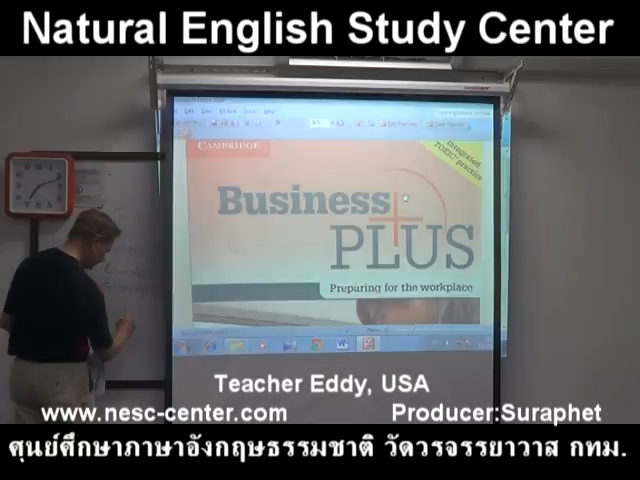 Natural English Study Center
CAMBRIDGE
Integrated
TOEIC® practice
Business
PLUS
Preparing for the workplace
Teacher Eddy, USA
www.nesc-center.com Producer:Suraphet
ศูนย์ศึกษาภาษาอังกฤษธรรมชาติ วัดวรจรรยาวาส กทม.